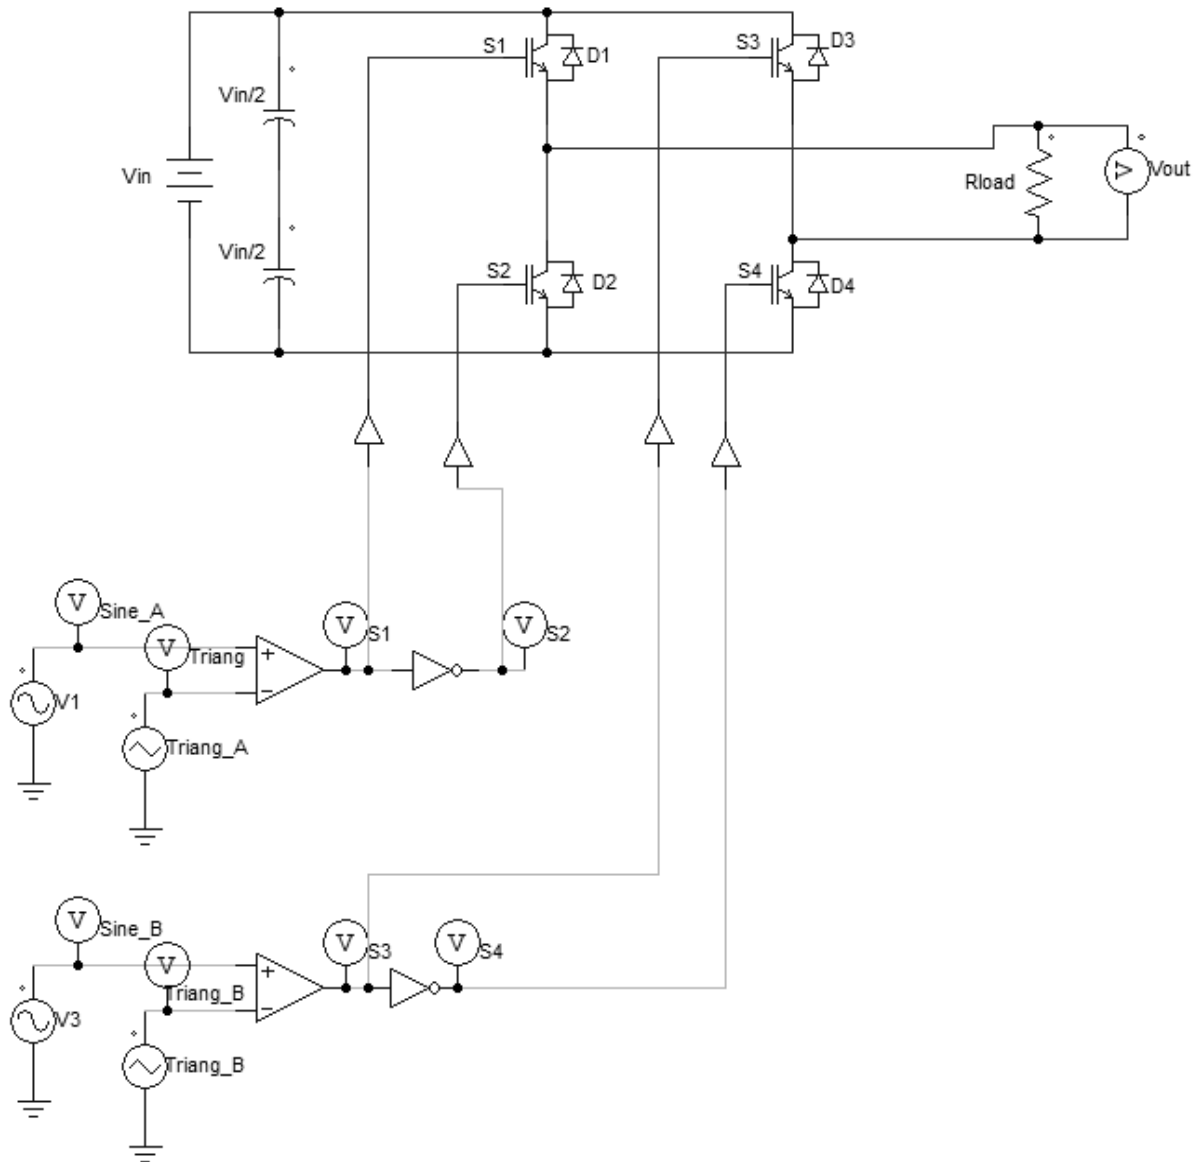 S1
D1
S3
D3
Vin/2
Vin
Vin/2
Rload
V
Vout
S2
D2
S4
D4
V
Sine_A
V
Triang
V
S1
V
S2
+
−
V1
Triang_A
V
Sine_B
V
Triang_B
V
S3
V
S4
+
−
V3
Triang_B